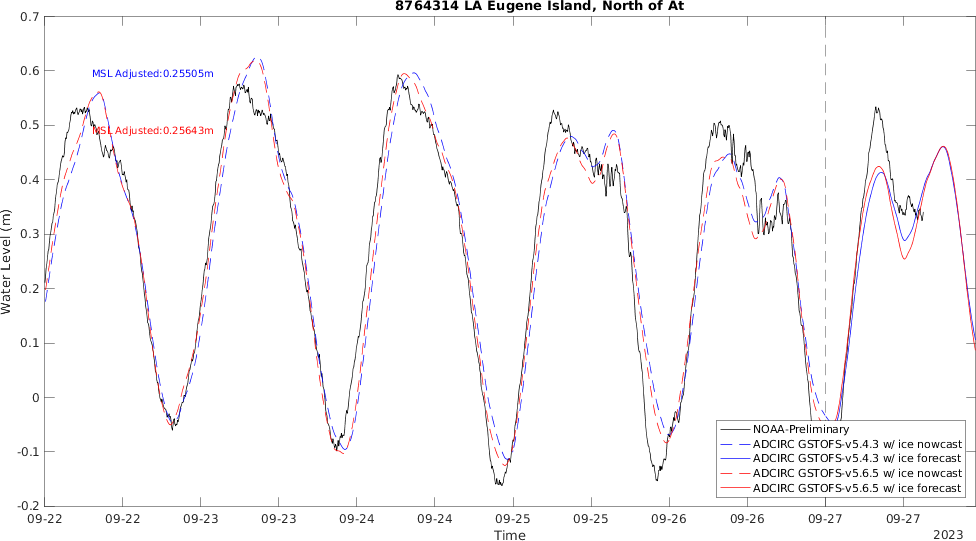 8764314 LA Eugene Island, North of At
0.7
0.6
0.5
0.4
0.3
0.2
0.1
0
-0.1
-0.2
Water Level (m)
MSL Adjusted:0.25505m
MSL Adjusted:0.25643m
NOAA-Preliminary
ADCIRC GSTOFS-v5.4.3 w/ ice nowcast
ADCIRC GSTOFS-v5.4.3 w/ ice forecast
ADCIRC GSTOFS-v5.6.5 w/ ice nowcast
ADCIRC GSTOFS-v5.6.5 w/ ice forecast
09-22 09-22 09-23 09-23 09-24 09-24 09-25 09-25 09-26 09-26 09-27 09-27
Time
2023